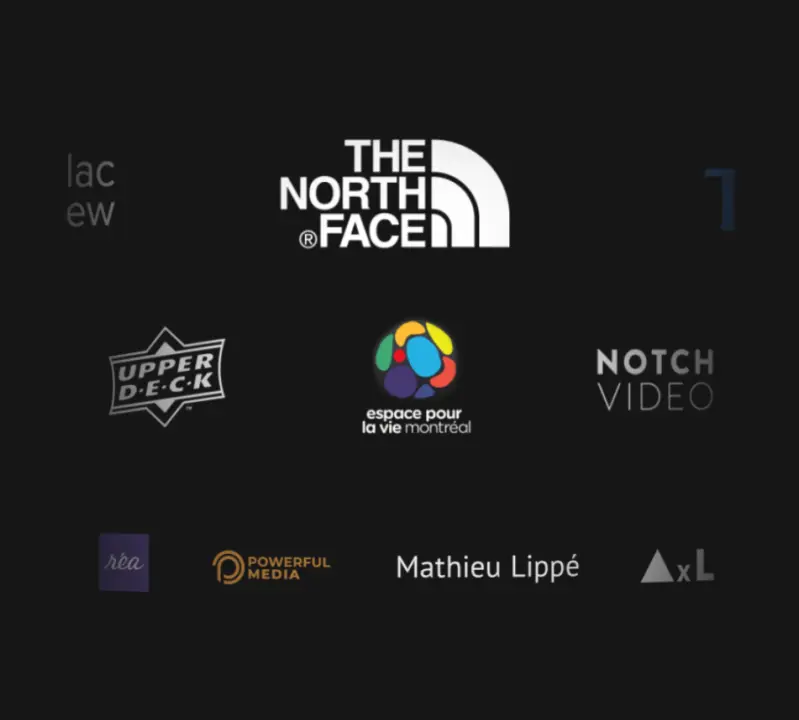 lac
ew
THE
NORTH
®FACE
UPPER
D·E·C·K
™
espace pour
la vie montréal
NOTCH
VIDEO
réa
POWERFUL
MEDIA
Mathieu Lippé
AxL